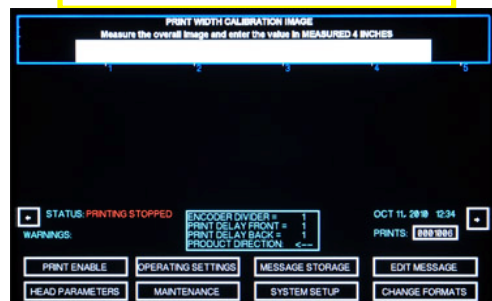 PRINT WIDTH CALIBRATION IMAGE
Measure the overall image and enter the value in MEASURED 4 INCHES
1 2 3 4 5
STATUS: PRINTING STOPPED
WARNINGS:
ENCODER DIVIDER = 1
PRINT DELAY FRONT = 1
PRINT DELAY BACK = 1
PRODUCT DIRECTION: <--
OCT 11, 2010 12:34
PRINTS: 0001006
PRINT ENABLE
OPERATING SETTINGS
MESSAGE STORAGE
EDIT MESSAGE
HEAD PARAMETERS
MAINTENANCE
SYSTEM SETUP
CHANGE FORMATS